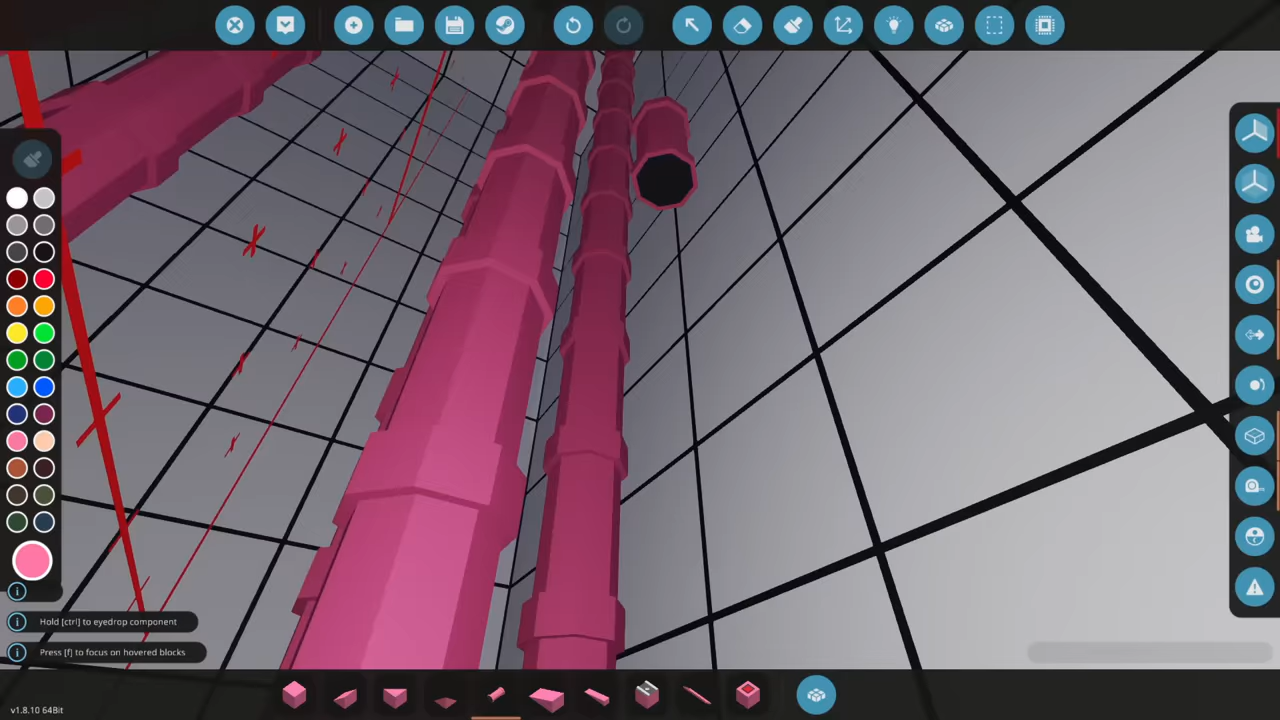 Hold [ctrl] to eyedrop component
Press [f] to focus on hovered blocks
v1.8.10 64Bit